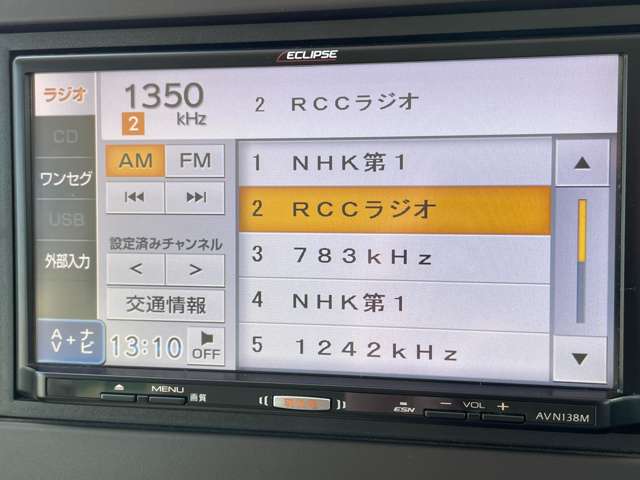 ECLIPSE
ラジオ
CD
ワンセグ
USB
外部入力
AV + ナビ
1350 kHz
2
2 RCCラジオ
AM FM
設定済みチャンネル
< >
交通情報
13:10 OFF
1 NHK第1
2 RCCラジオ
3 783kHz
4 NHK第1
5 1242kHz
MENU 画質
ESN
− VOL +
AVN138M